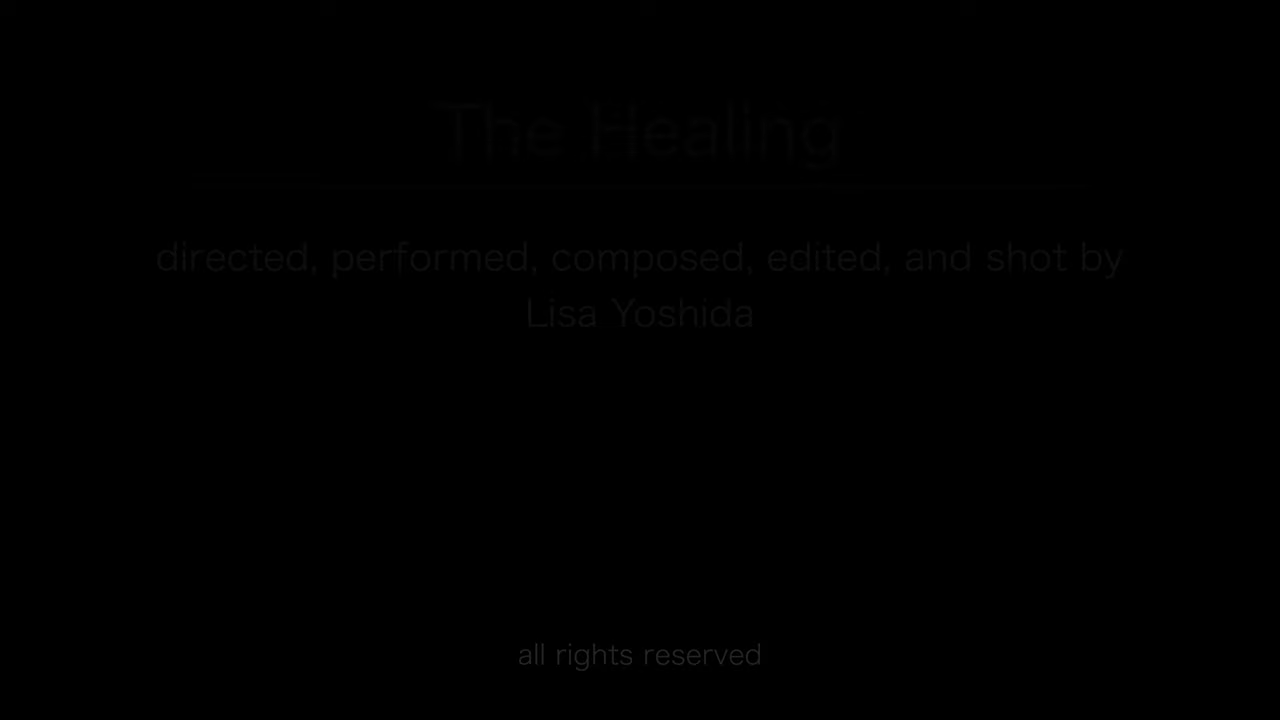 The Healing
directed, performed, composed, edited, and shot by
Lisa Yoshida
all rights reserved